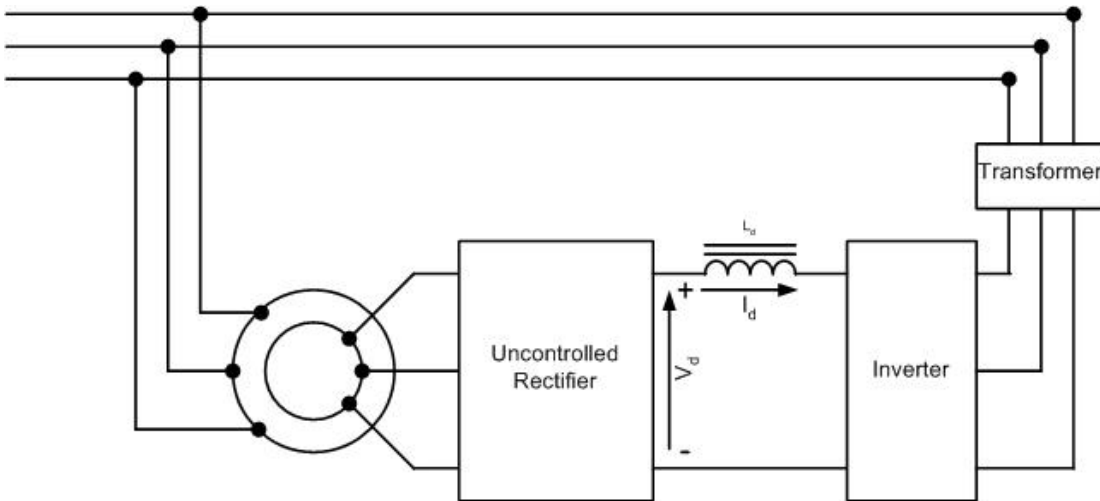 Transformer
L_d
+
I_d
Uncontrolled
Rectifier
V_d
Inverter
-